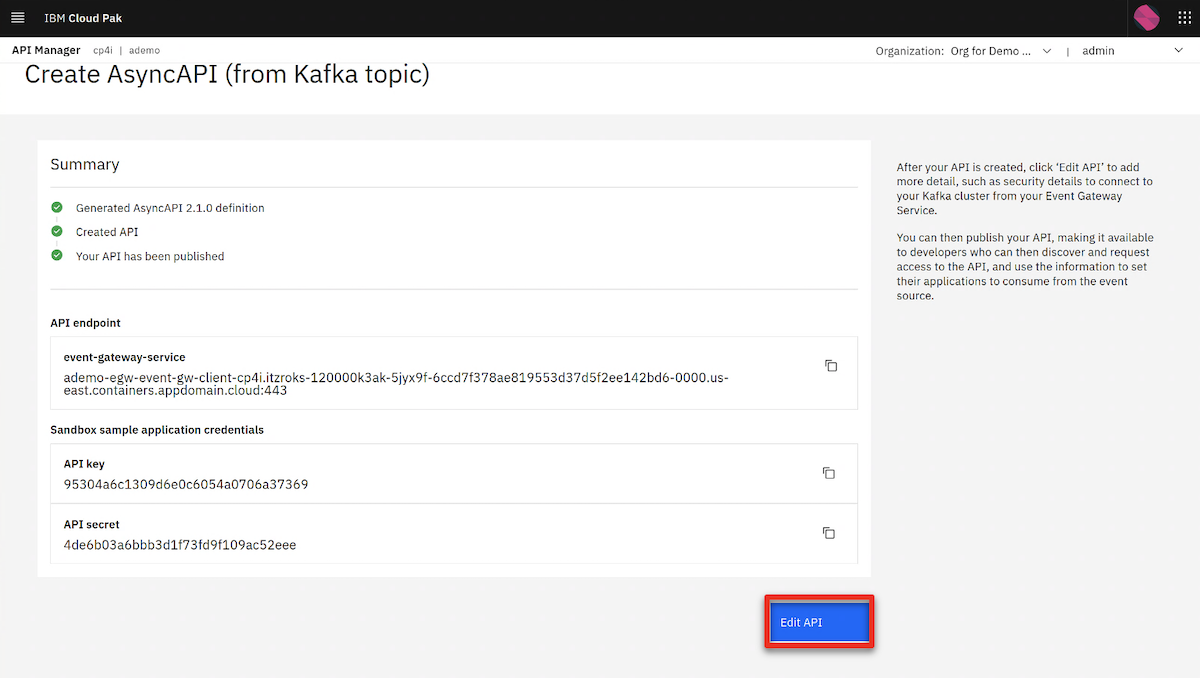 IBM Cloud Pak
API Manager cp4i | ademo
Organization: Org for Demo ... | admin
Create AsyncAPI (from Kafka topic)
Summary
Generated AsyncAPI 2.1.0 definition
Created API
Your API has been published
API endpoint
event-gateway-service
ademo-egw-event-gw-client-cp4i.itzroks-120000k3ak-5jyx9f-6ccd7f378ae819553d37d5f2ee142bd6-0000.us-
east.containers.appdomain.cloud:443
Sandbox sample application credentials
API key
95304a6c1309d6e0c6054a0706a37369
API secret
4de6b03a6bbb3d1f73fd9f109ac52eee
Edit API
After your API is created, click ‘Edit API’ to add
more detail, such as security details to connect to
your Kafka cluster from your Event Gateway
Service.
You can then publish your API, making it available
to developers who can then discover and request
access to the API, and use the information to set
their applications to consume from the event
source.